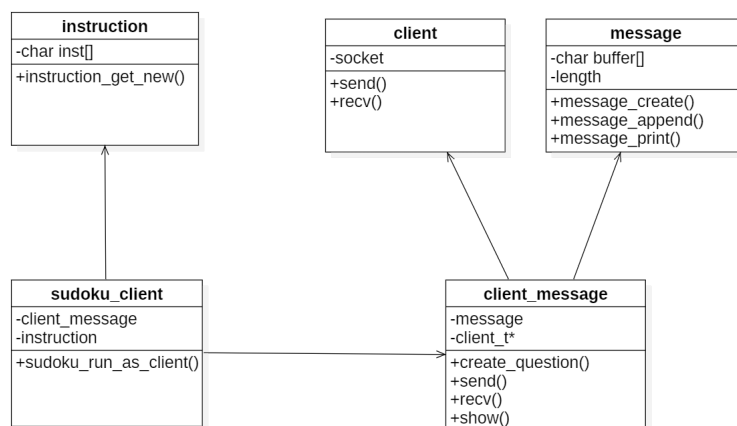 instruction
-char inst[]
+instruction_get_new()
client
-socket
+send()
+recv()
message
-char buffer[]
-length
+message_create()
+message_append()
+message_print()
sudoku_client
-client_message
-instruction
+sudoku_run_as_client()
client_message
-message
-client_t*
+create_question()
+send()
+recv()
+show()